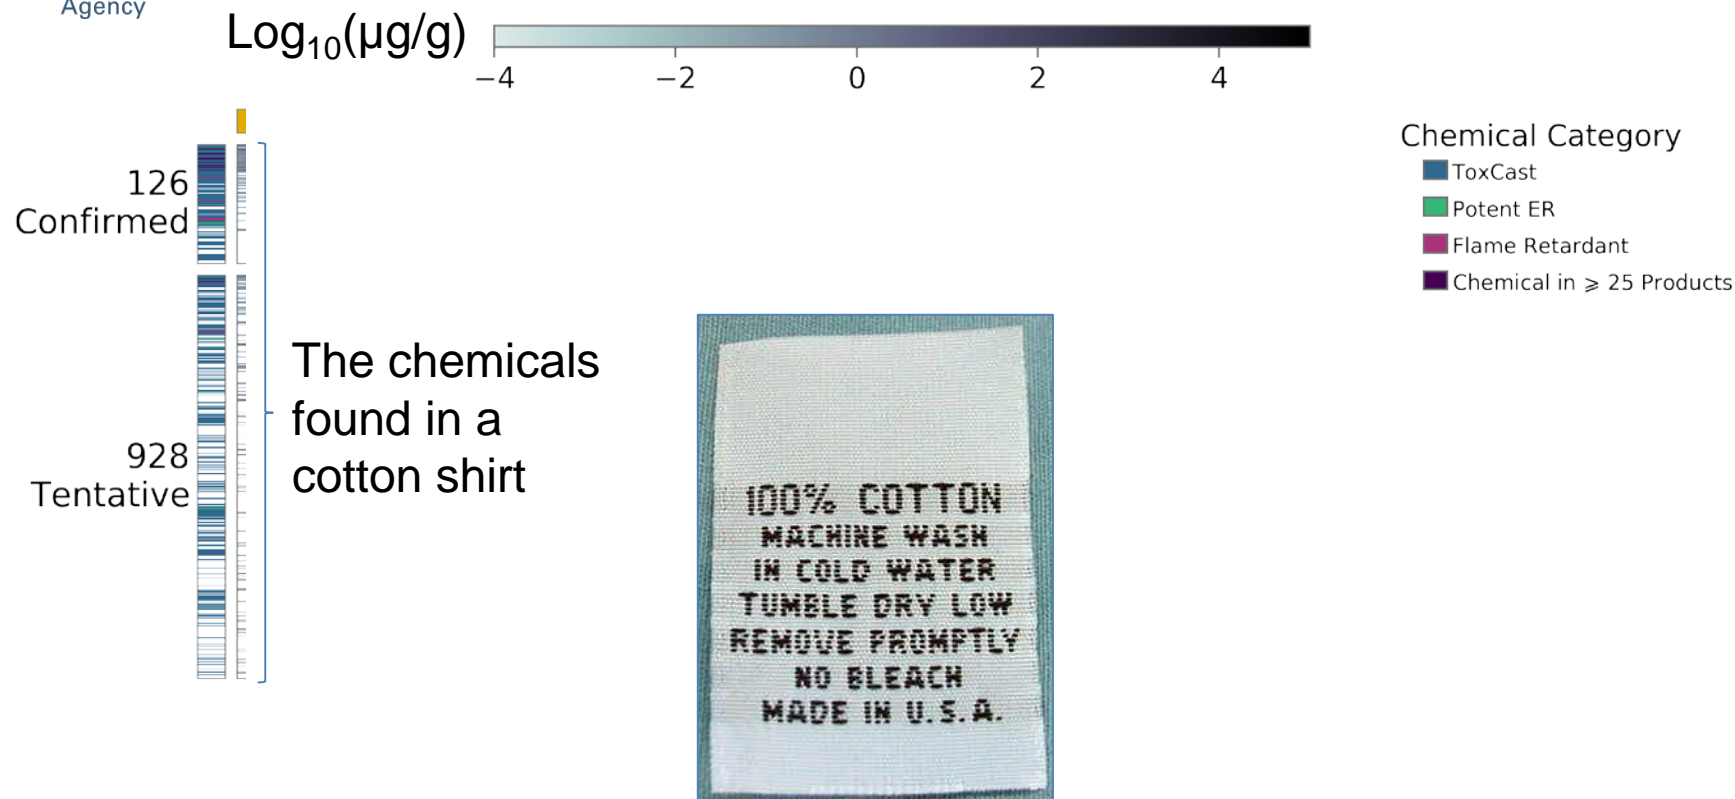 Agency
Log10(µg/g)
−4 −2 0 2 4
126
Confirmed
928
Tentative
The chemicals
found in a
cotton shirt
100% COTTON
MACHINE WASH
IN COLD WATER
TUMBLE DRY LOW
REMOVE PROMPTLY
NO BLEACH
MADE IN U.S.A.
Chemical Category
ToxCast
Potent ER
Flame Retardant
Chemical in ⩾ 25 Products